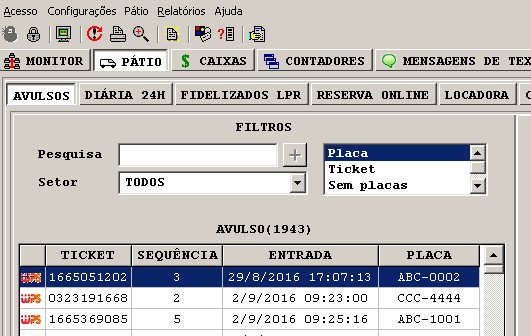 Acesso Configurações Pátio Relatórios Ajuda
MONITOR PÁTIO $ CAIXAS CONTADORES MENSAGENS DE TEX
AVULSOS DIÁRIA 24H FIDELIZADOS LPR RESERVA ONLINE LOCADORA
FILTROS
Pesquisa + Placa
Ticket
Setor TODOS Sem placas
AVULSO(1943)
TICKET SEQUÊNCIA ENTRADA PLACA
WPS 1665051202 3 29/8/2016 17:07:13 ABC-0002
WPS 0323191668 2 2/9/2016 09:23:00 CCC-4444
WPS 1665369085 5 2/9/2016 09:25:16 ABC-1001